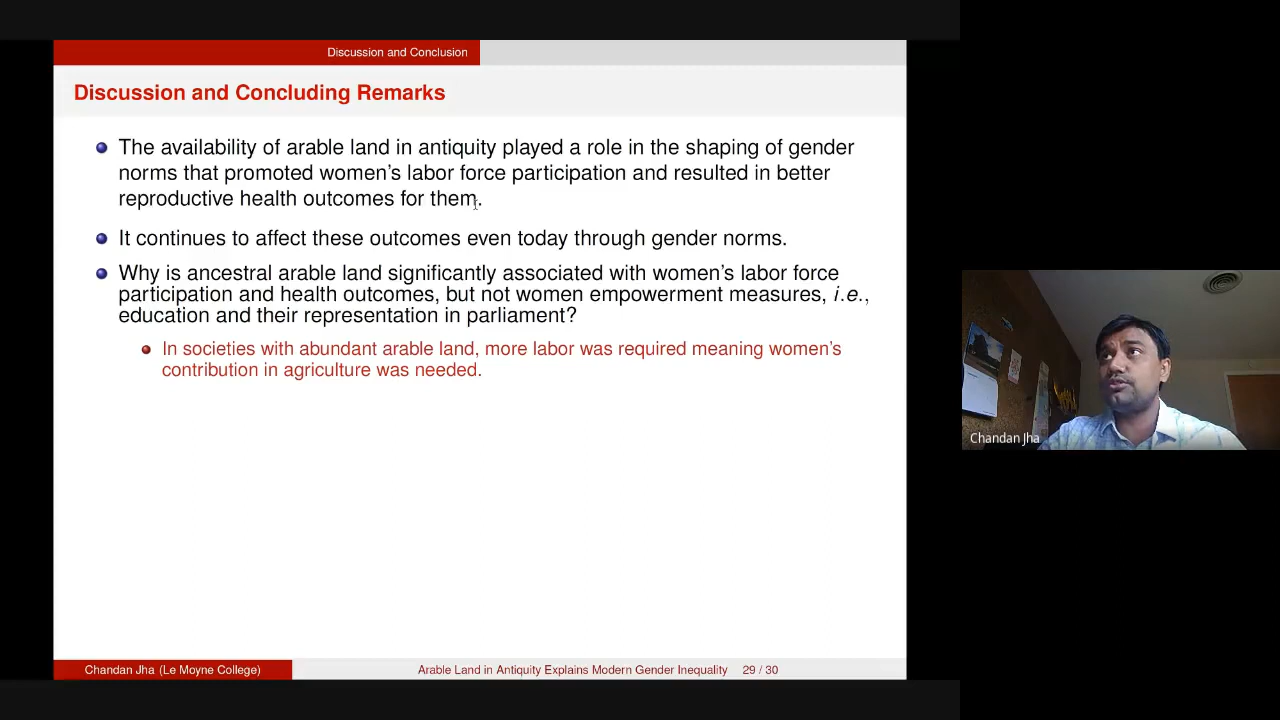 Discussion and Conclusion
Discussion and Concluding Remarks
The availability of arable land in antiquity played a role in the shaping of gender
norms that promoted women's labor force participation and resulted in better
reproductive health outcomes for them.
It continues to affect these outcomes even today through gender norms.
Why is ancestral arable land significantly associated with women's labor force
participation and health outcomes, but not women empowerment measures, i.e.,
education and their representation in parliament?
In societies with abundant arable land, more labor was required meaning women's
contribution in agriculture was needed.
Chandan Jha
Chandan Jha (Le Moyne College)
Arable Land in Antiquity Explains Modern Gender Inequality 29 / 30